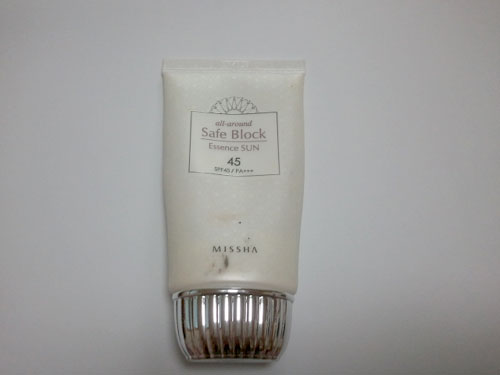 all-around
Safe Block
Essence SUN
45
SPF45 / PA+++
MISSHA